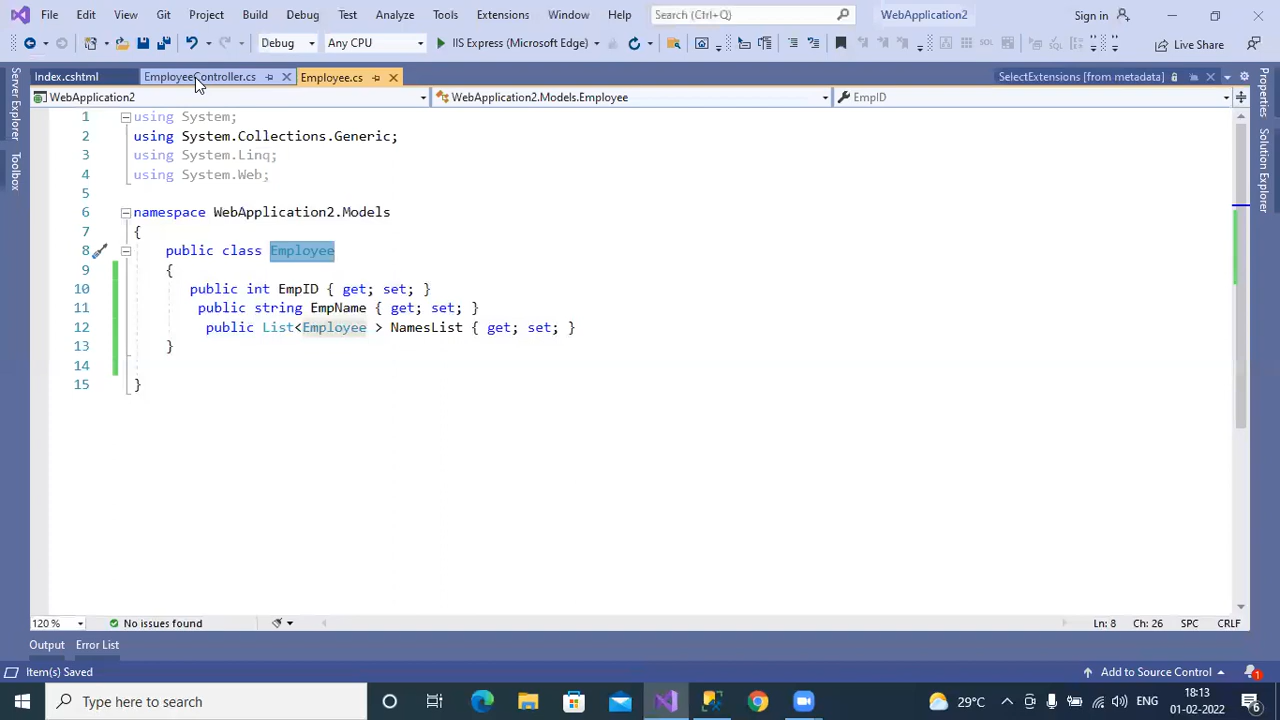 File Edit View Git Project Build Debug Test Analyze Tools Extensions Window Help Search (Ctrl+Q) WebApplication2 Sign in
Debug Any CPU IIS Express (Microsoft Edge) Live Share
Index.cshtml EmployeeController.cs Employee.cs SelectExtensions [from metadata]
WebApplication2 WebApplication2.Models.Employee EmpID
Server Explorer
Toolbox
Properties
Solution Explorer
1 using System;
2 using System.Collections.Generic;
3 using System.Linq;
4 using System.Web;
5
6 namespace WebApplication2.Models
7 {
8 public class Employee
9 {
10 public int EmpID { get; set; }
11 public string EmpName { get; set; }
12 public List<Employee > NamesList { get; set; }
13 }
14
15 }
120 % No issues found Ln: 8 Ch: 26 SPC CRLF
Output Error List
Item(s) Saved Add to Source Control 1
Type here to search 29°C ENG 18:13
01-02-2022 6